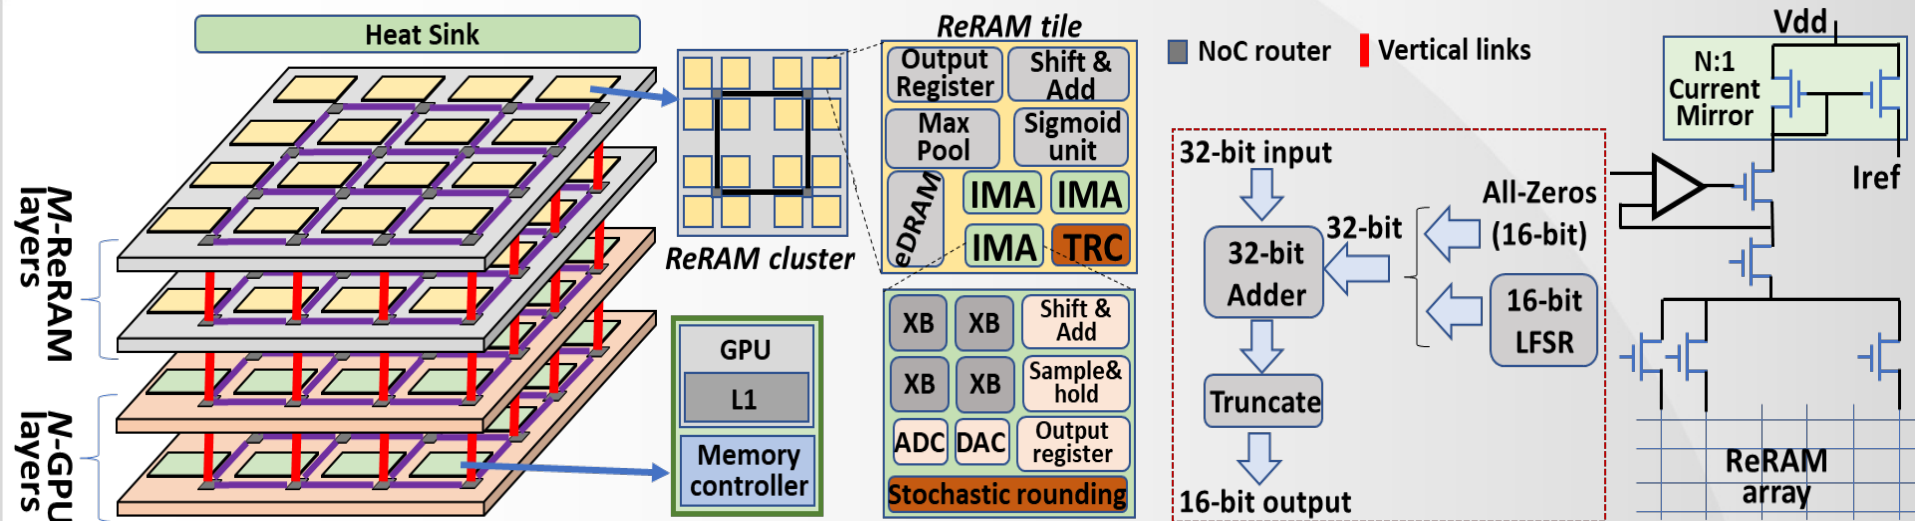 Heat Sink
M-ReRAM
layers
N-GPU
layers
ReRAM cluster
GPU
L1
Memory
controller
ReRAM tile
Output
Register
Shift &
Add
Max
Pool
Sigmoid
unit
eDRAM
IMA
IMA
IMA
TRC
XB
XB
Shift &
Add
XB
XB
Sample&
hold
ADC
DAC
Output
register
Stochastic rounding
NoC router
Vertical links
32-bit input
32-bit
Adder
32-bit
All-Zeros
(16-bit)
16-bit
LFSR
Truncate
16-bit output
Vdd
N:1
Current
Mirror
Iref
ReRAM
array